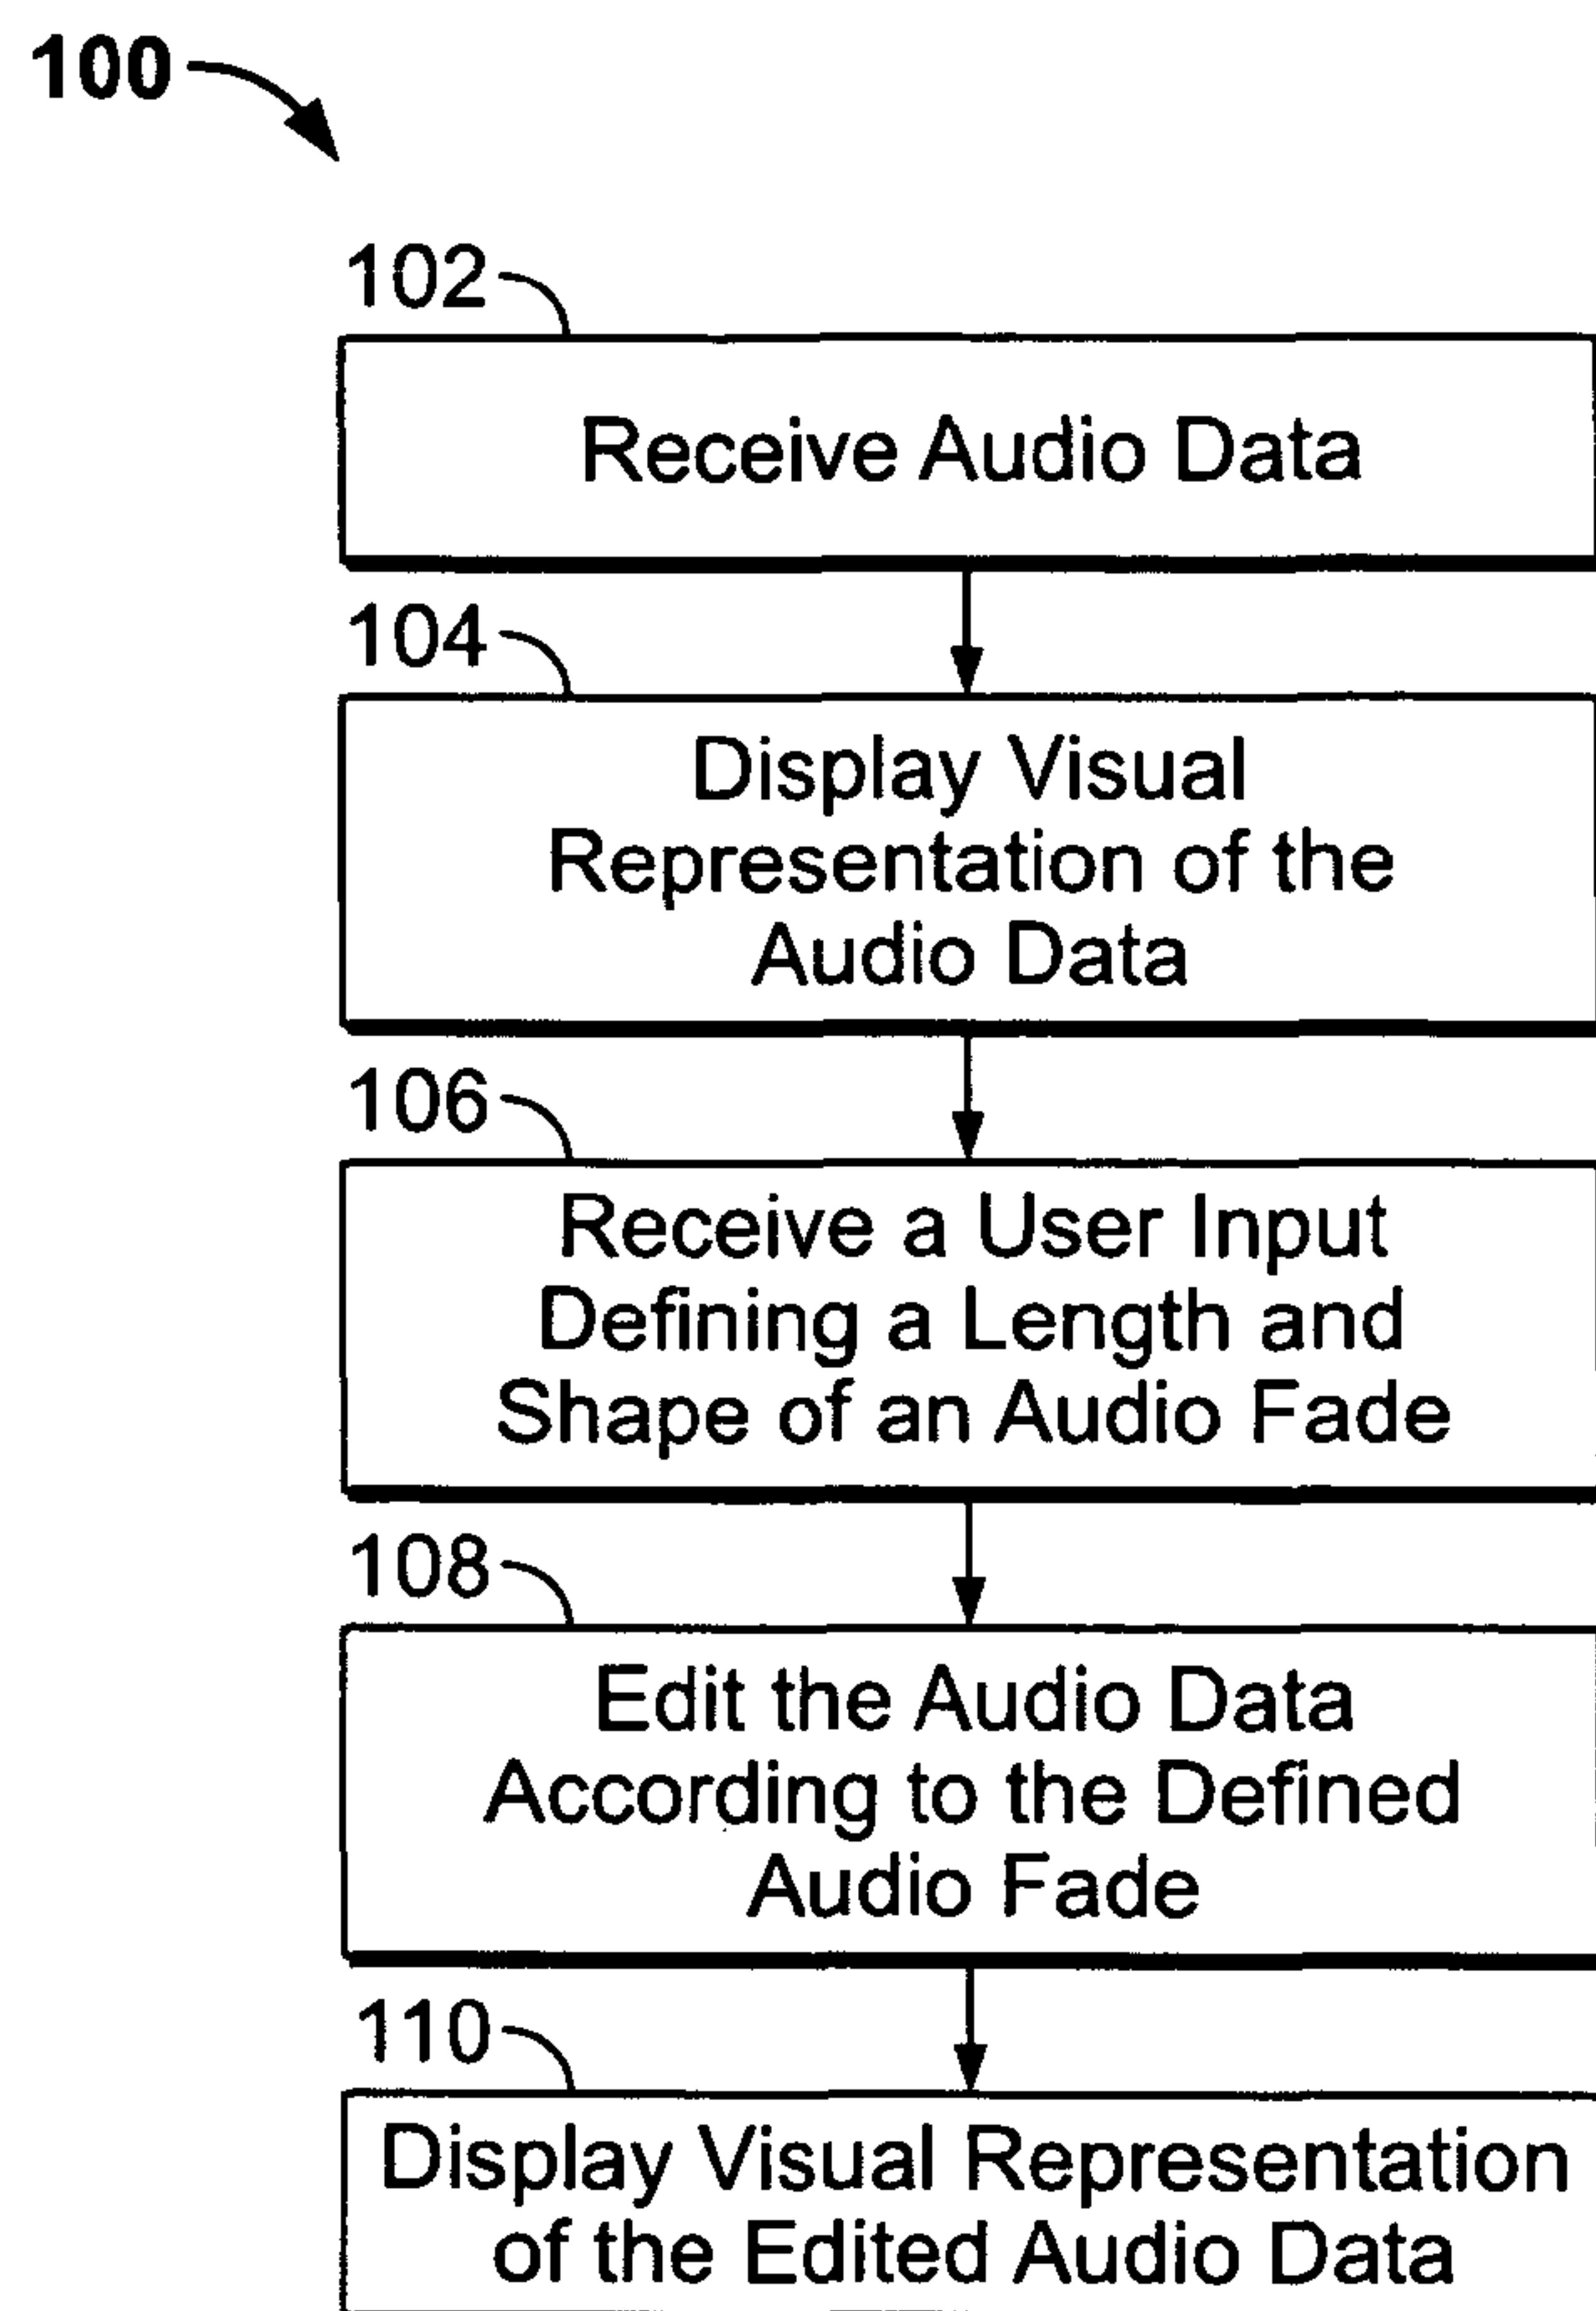 100
102
Receive Audio Data
104
Display Visual
Representation of the
Audio Data
106
Receive a User Input
Defining a Length and
Shape of an Audio Fade
108
Edit the Audio Data
According to the Defined
Audio Fade
110
Display Visual Representation
of the Edited Audio Data